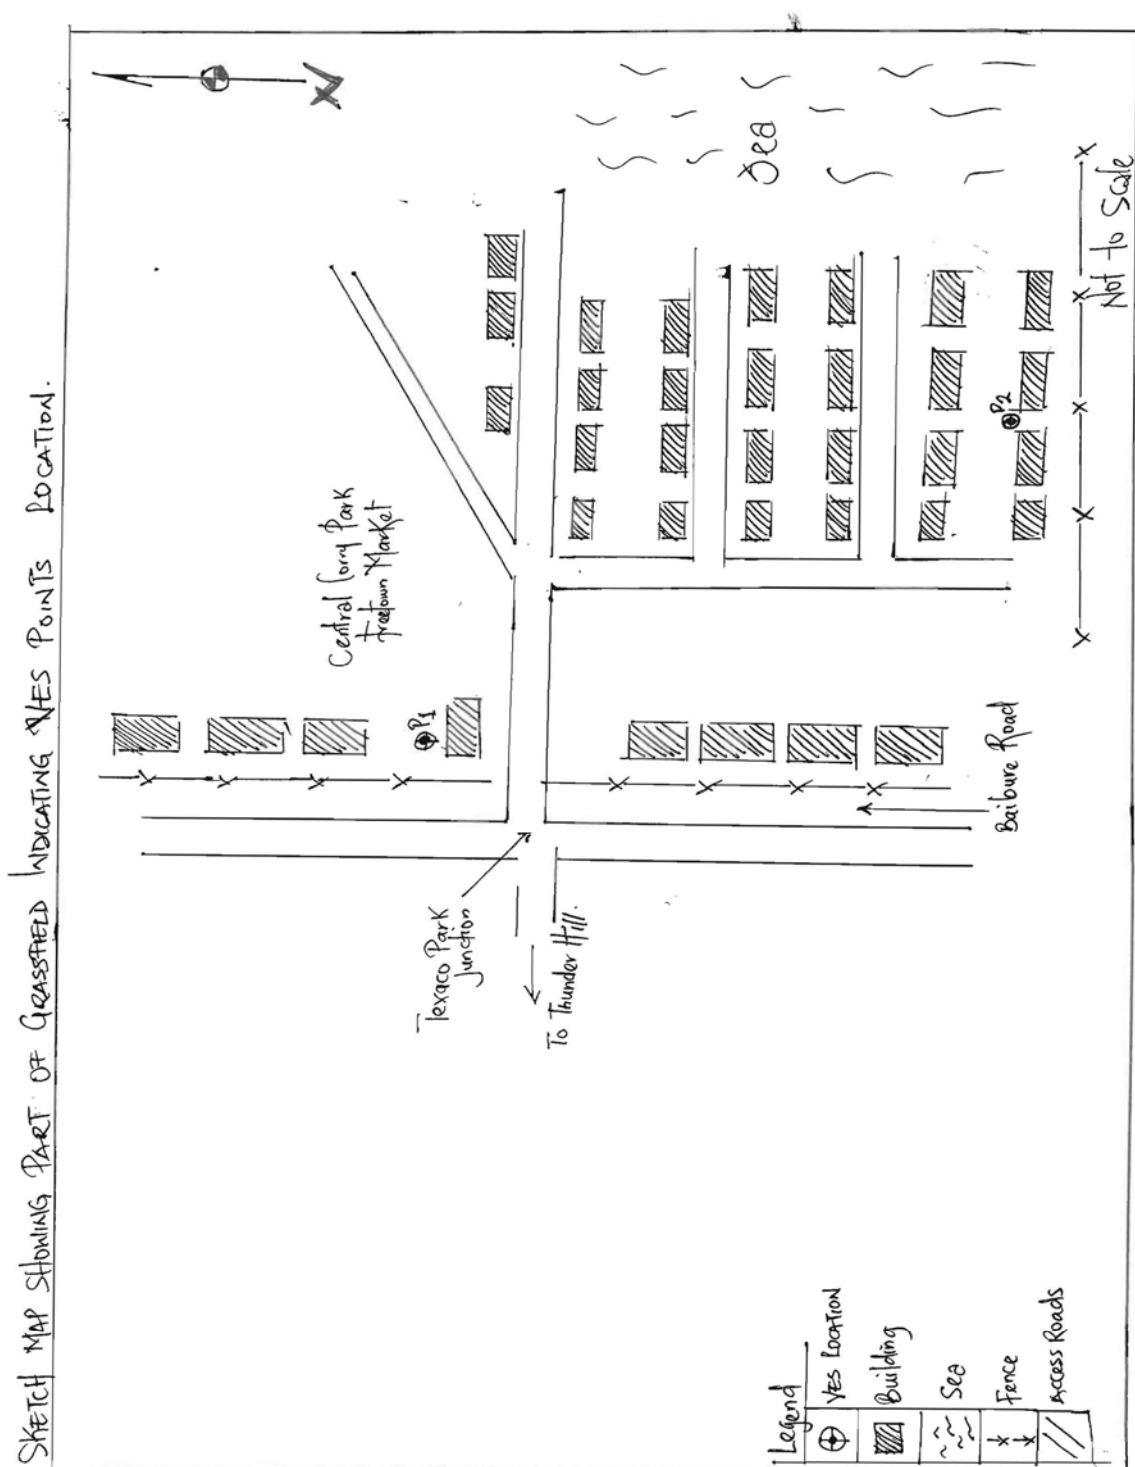 SKETCH MAP SHOWING PART OF GRASSFIELD INDICATING VES POINTS LOCATION.
Central Lorry Park
Freetown Market
Sea
P1
P2
Texaco Park
Junction
To Thunder Hill.
Baibure Road
Not to Scale
Legend
VES LOCATION
Building
Sea
Fence
Access Roads